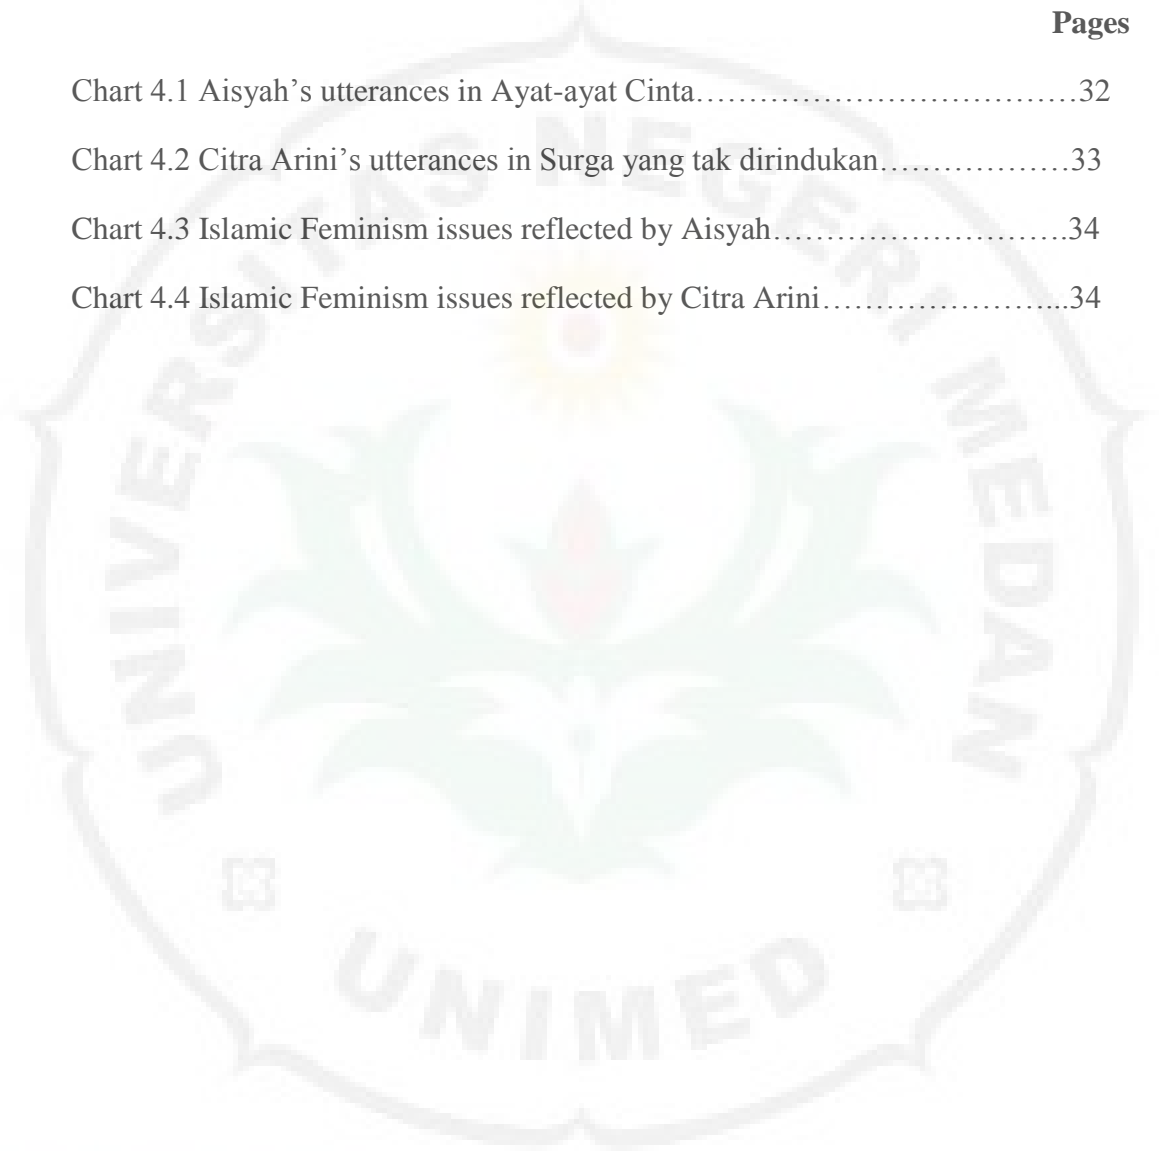 Pages
Chart 4.1 Aisyah’s utterances in Ayat-ayat Cinta………………………………32
Chart 4.2 Citra Arini’s utterances in Surga yang tak dirindukan………………33
Chart 4.3 Islamic Feminism issues reflected by Aisyah……………………….34
Chart 4.4 Islamic Feminism issues reflected by Citra Arini…………………...34
UNIVERSITAS NEGERI MEDAN
UNIMED